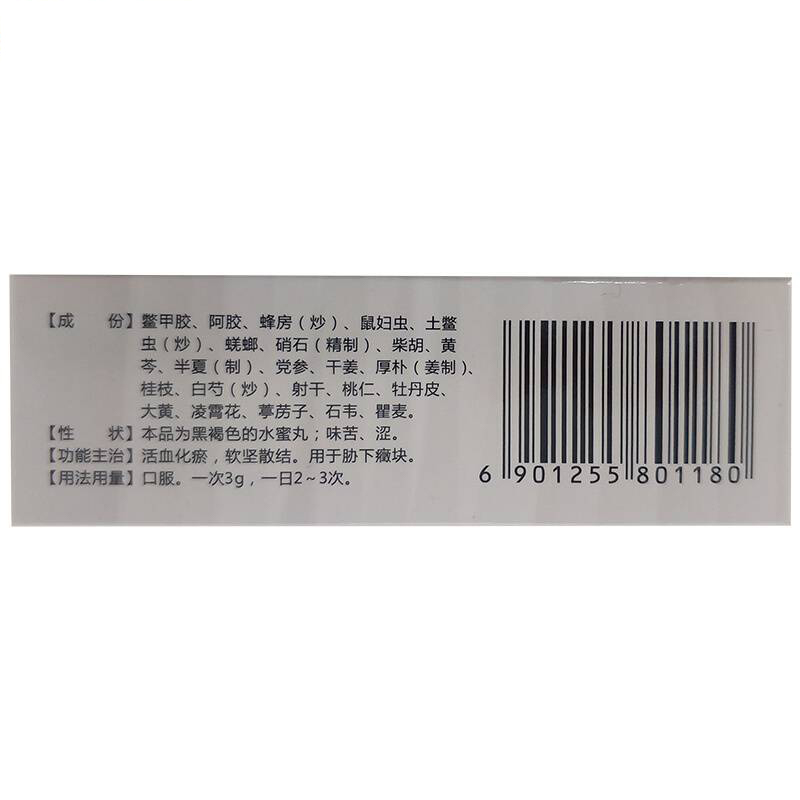 【成 份】鳖甲胶、阿胶、蜂房（炒）、鼠妇虫、土鳖
虫（炒）、蜣螂、硝石（精制）、柴胡、黄
芩、半夏（制）、党参、干姜、厚朴（姜制）、
桂枝、白芍（炒）、射干、桃仁、牡丹皮、
大黄、凌霄花、葶苈子、石韦、瞿麦。
【性 状】本品为黑褐色的水蜜丸；味苦、涩。
【功能主治】活血化瘀，软坚散结。用于胁下癥块。
【用法用量】口服。一次3g，一日2～3次。
6 901255 801180